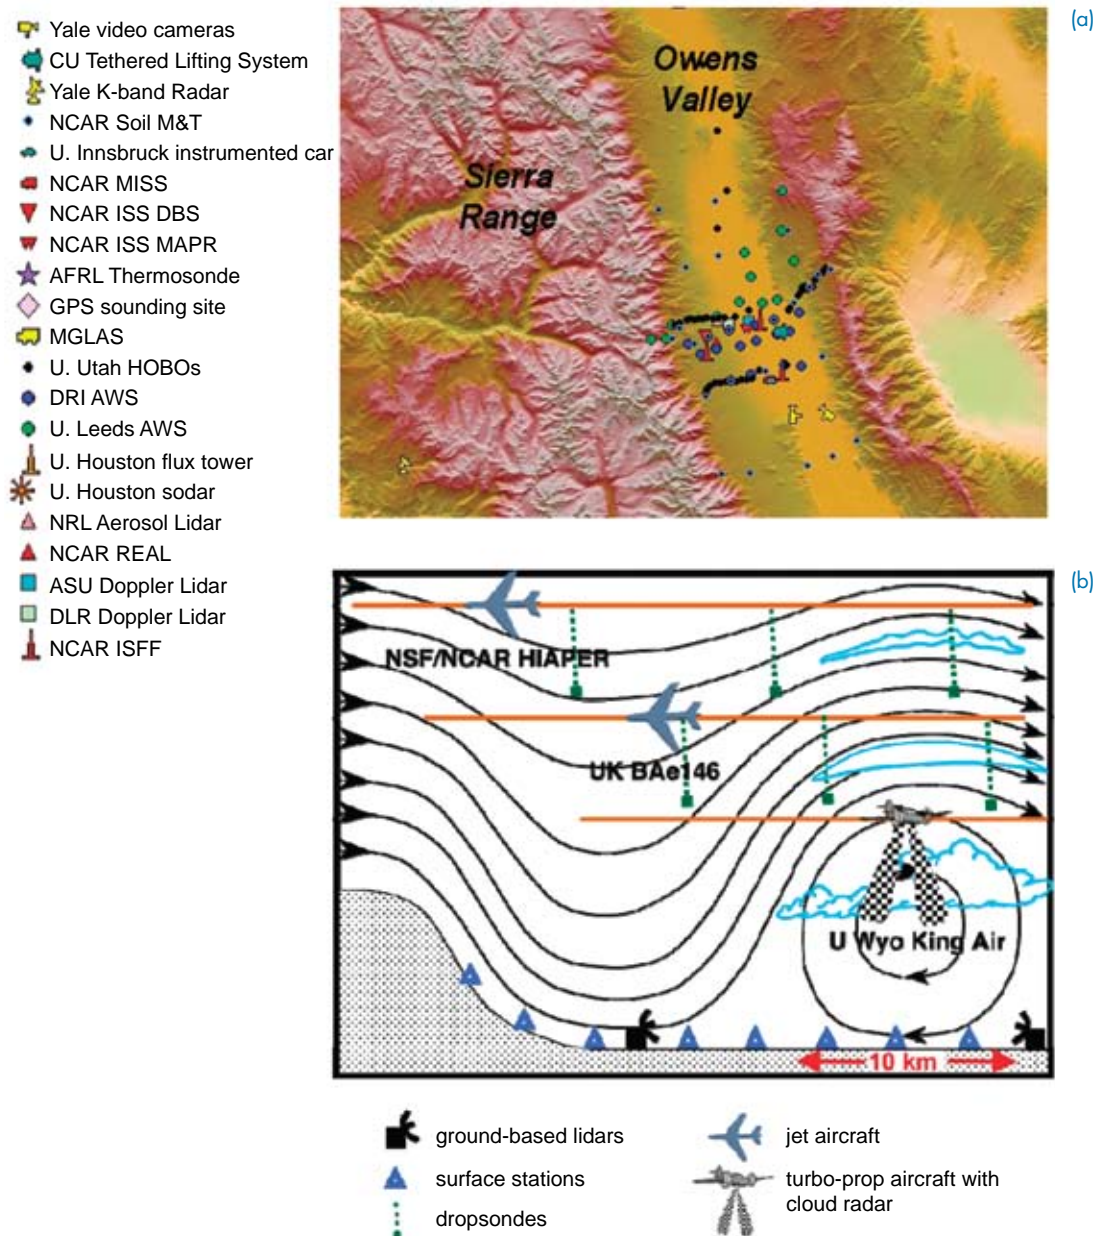 Yale video cameras
CU Tethered Lifting System
Yale K-band Radar
NCAR Soil M&T
U. Innsbruck instrumented car
NCAR MISS
NCAR ISS DBS
NCAR ISS MAPR
AFRL Thermosonde
GPS sounding site
MGLAS
U. Utah HOBOs
DRI AWS
U. Leeds AWS
U. Houston flux tower
U. Houston sodar
NRL Aerosol Lidar
NCAR REAL
ASU Doppler Lidar
DLR Doppler Lidar
NCAR ISFF
(a)
Owens
Valley
Sierra
Range
(b)
NSF/NCAR HIAPER
UK BAe146
U Wyo King Air
10 km
ground-based lidars
surface stations
dropsondes
jet aircraft
turbo-prop aircraft with
cloud radar